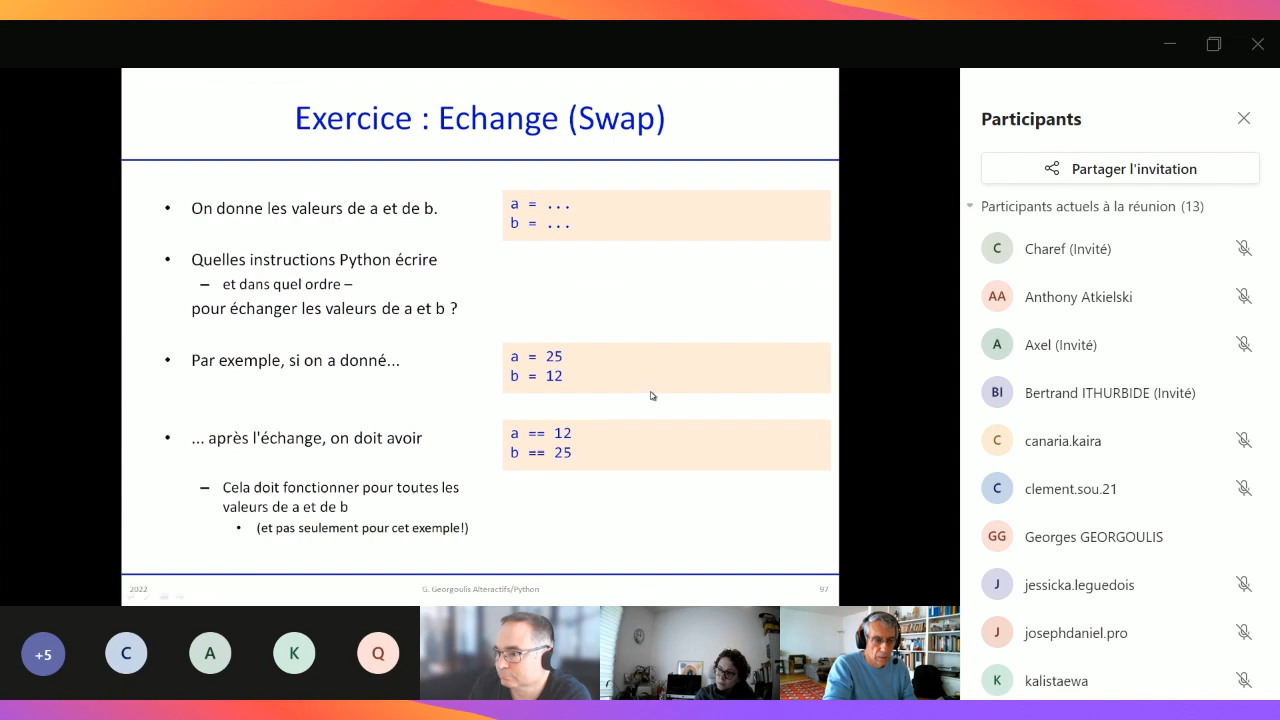 Exercice : Echange (Swap)
• On donne les valeurs de a et de b.
a = ...
b = ...
• Quelles instructions Python écrire
– et dans quel ordre –
pour échanger les valeurs de a et b ?
• Par exemple, si on a donné...
a = 25
b = 12
• ... après l'échange, on doit avoir
a == 12
b == 25
– Cela doit fonctionner pour toutes les
valeurs de a et de b
• (et pas seulement pour cet exemple!)
2022
G. Georgoulis Alteractifs/Python
97
+5
C
A
K
Q
Participants
Partager l'invitation
Participants actuels à la réunion (13)
C Charef (Invité)
AA Anthony Atkielski
A Axel (Invité)
BI Bertrand ITHURBIDE (Invité)
C canaria.kaira
C clement.sou.21
GG Georges GEORGOULIS
J jessicka.leguedois
J josephdaniel.pro
K kalistaewa